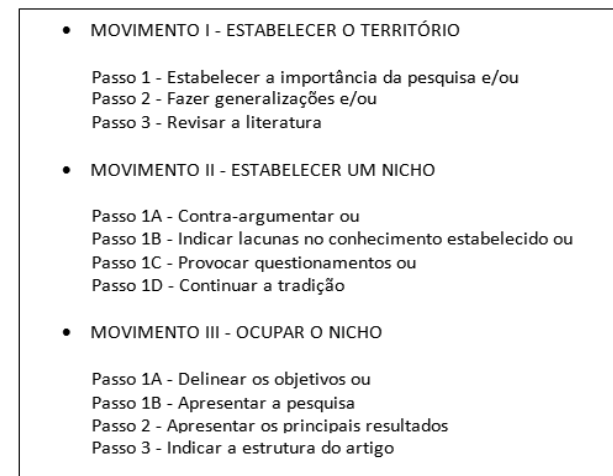 • MOVIMENTO I - ESTABELECER O TERRITÓRIO
Passo 1 - Estabelecer a importância da pesquisa e/ou
Passo 2 - Fazer generalizações e/ou
Passo 3 - Revisar a literatura
• MOVIMENTO II - ESTABELECER UM NICHO
Passo 1A - Contra-argumentar ou
Passo 1B - Indicar lacunas no conhecimento estabelecido ou
Passo 1C - Provocar questionamentos ou
Passo 1D - Continuar a tradição
• MOVIMENTO III - OCUPAR O NICHO
Passo 1A - Delinear os objetivos ou
Passo 1B - Apresentar a pesquisa
Passo 2 - Apresentar os principais resultados
Passo 3 - Indicar a estrutura do artigo